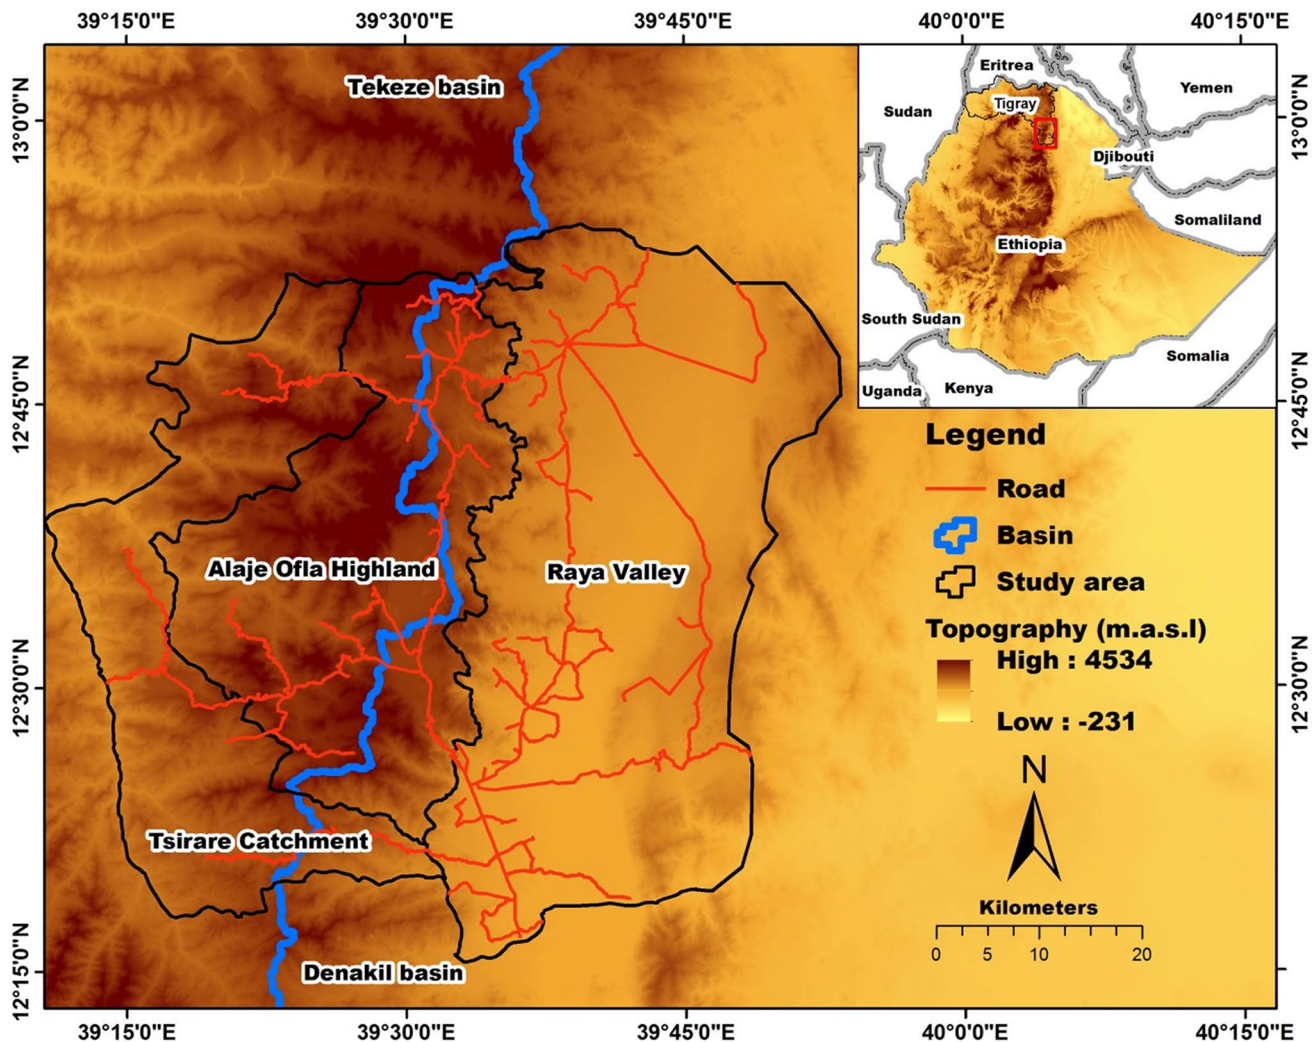 39°15'0"E 39°30'0"E 39°45'0"E 40°0'0"E 40°15'0"E
13°0'0"N
12°45'0"N
12°30'0"N
12°15'0"N
13°0'0"N
12°45'0"N
12°30'0"N
Tekeze basin
Alaje Ofla Highland
Raya Valley
Tsirare Catchment
Denakil basin
Eritrea
Yemen
Tigray
Sudan
Djibouti
Somaliland
Ethiopia
South Sudan
Somalia
Uganda
Kenya
Legend
Road
Basin
Study area
Topography (m.a.s.l)
High : 4534
Low : -231
N
Kilometers
0 5 10 20
39°15'0"E 39°30'0"E 39°45'0"E 40°0'0"E 40°15'0"E